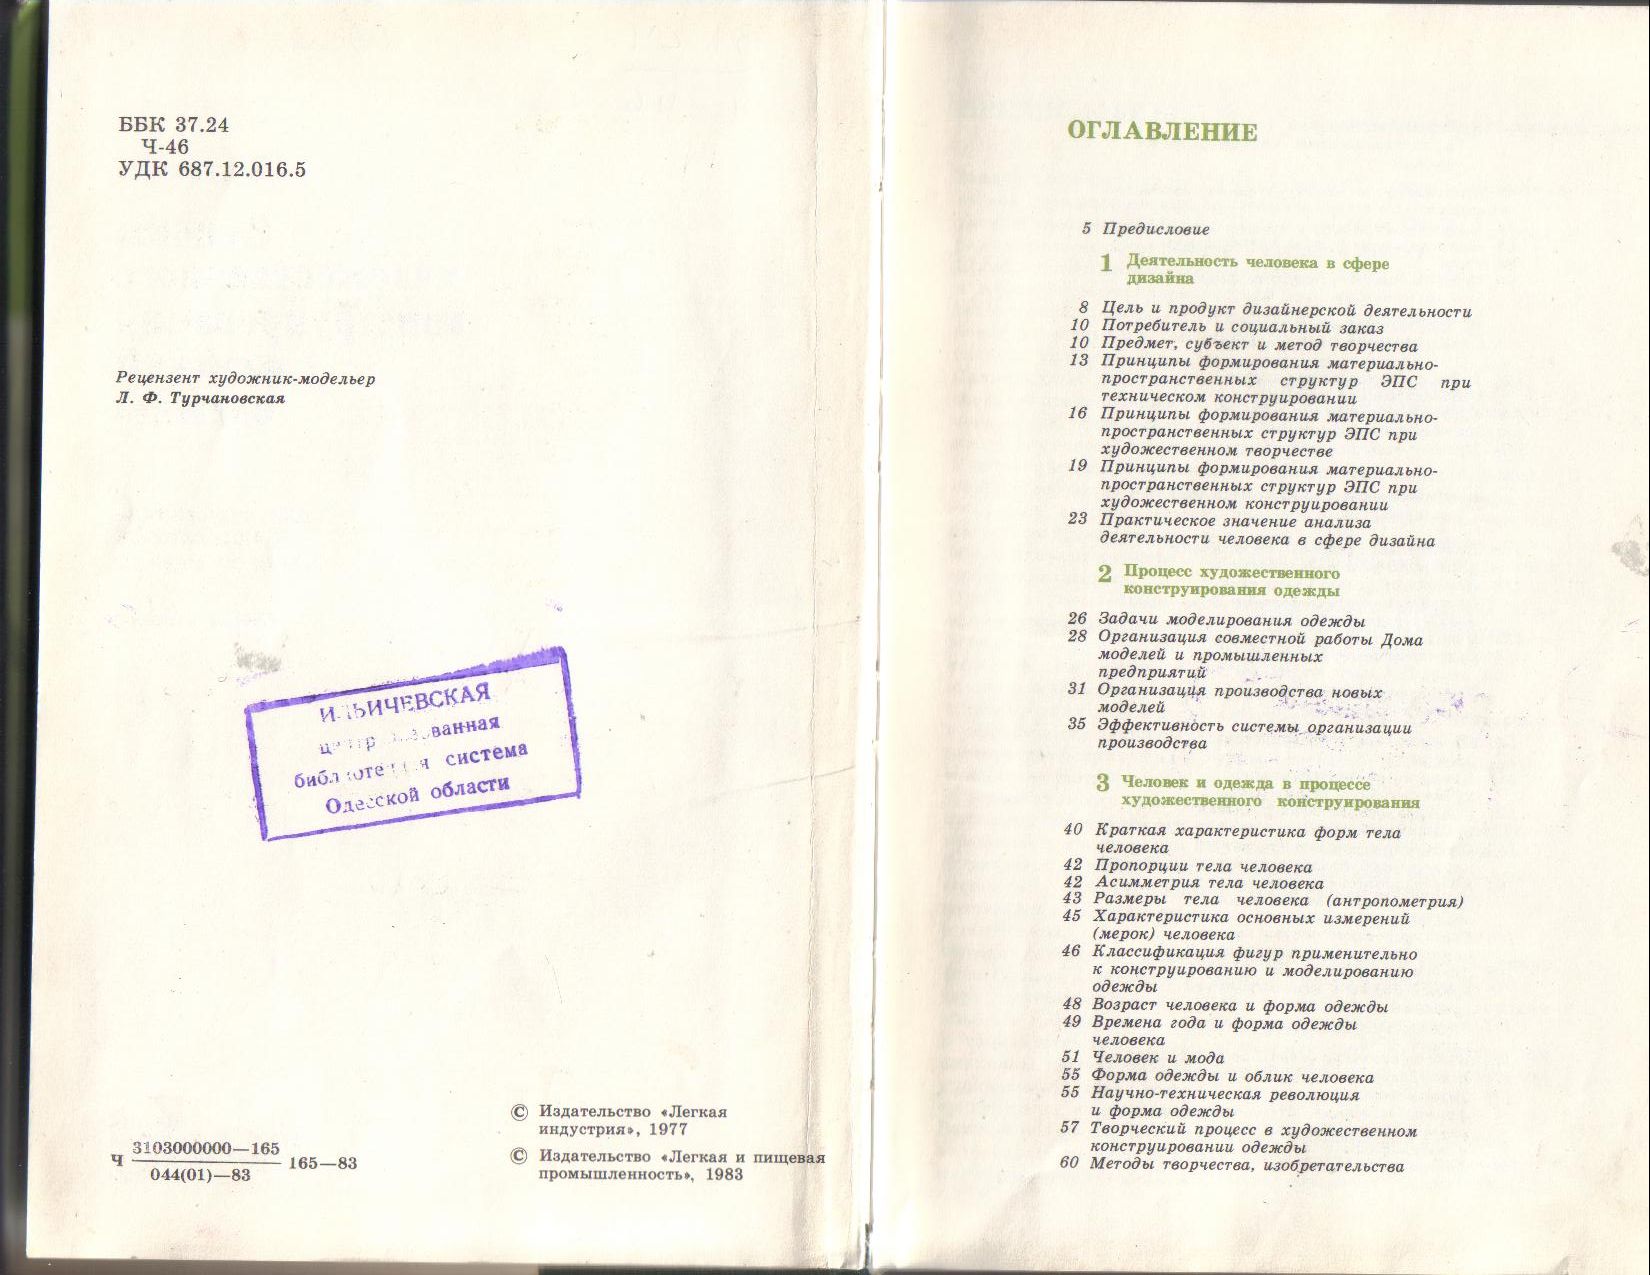 ББК 37.24
Ч-46
УДК 687.12.016.5
Рецензент художник-модельер
Л. Ф. Турчановская
ИЛЬИЧЕВСКАЯ
система
Одесской области
Ч 3103000000—165
044(01)—83
165—83
© Издательство «Легкая
индустрия», 1977
© Издательство «Легкая и пищевая
промышленность», 1983
ОГЛАВЛЕНИЕ
5 Предисловие
1 Деятельность человека в сфере
дизайна
8 Цель и продукт дизайнерской деятельности
10 Потребитель и социальный заказ
10 Предмет, субъект и метод творчества
13 Принципы формирования материально-
пространственных структур ЭПС при
техническом конструировании
16 Принципы формирования материально-
пространственных структур ЭПС при
художественном творчестве
19 Принципы формирования материально-
пространственных структур ЭПС при
художественном конструировании
23 Практическое значение анализа
деятельности человека в сфере дизайна
2 Процесс художественного
конструирования одежды
26 Задачи моделирования одежды
28 Организация совместной работы Дома
моделей и промышленных
предприятий
31 Организация производства новых
моделей
35 Эффективность системы организации
производства
3 Человек и одежда в процессе
художественного конструирования
40 Краткая характеристика форм тела
человека
42 Пропорции тела человека
42 Асимметрия тела человека
43 Размеры тела человека (антропометрия)
45 Характеристика основных измерений
(мерок) человека
46 Классификация фигур применительно
к конструированию и моделированию
одежды
48 Возраст человека и форма одежды
49 Времена года и форма одежды
человека
51 Человек и мода
55 Форма одежды и облик человека
55 Научно-техническая революция
и форма одежды
57 Творческий процесс в художественном
конструировании одежды
60 Методы творчества, изобретательства